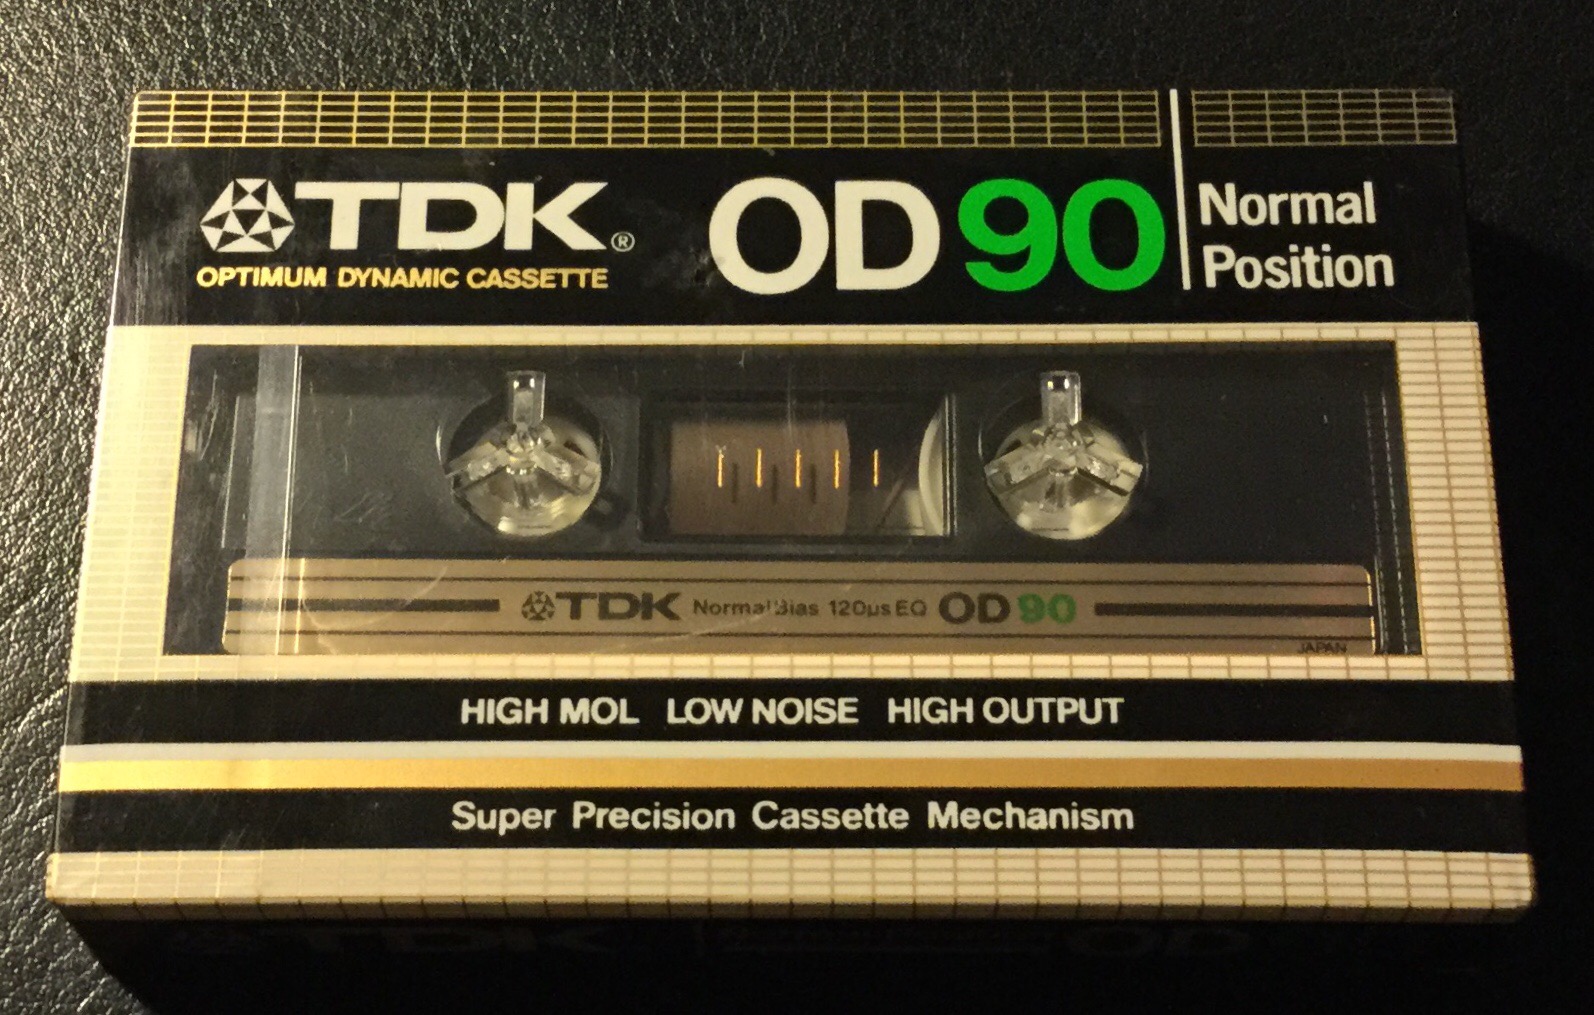 TDK®
OPTIMUM DYNAMIC CASSETTE
OD 90
Normal
Position
TDK Normal Bias 120µs EQ OD 90
JAPAN
HIGH MOL LOW NOISE HIGH OUTPUT
Super Precision Cassette Mechanism